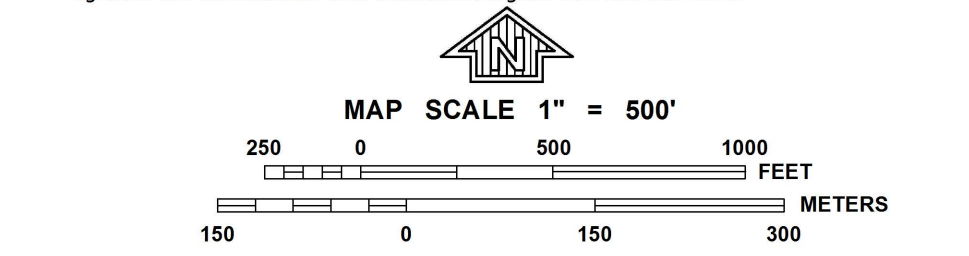 N
MAP SCALE 1" = 500'
250 0 500 1000
FEET
METERS
150 0 150 300